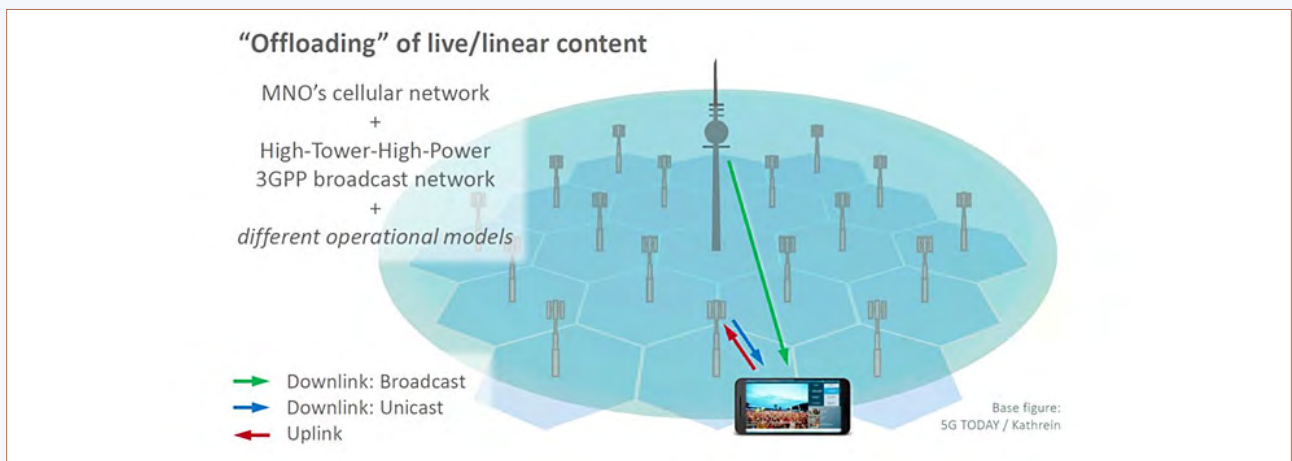 “Offloading” of live/linear content
MNO’s cellular network
+
High-Tower-High-Power
3GPP broadcast network
+
different operational models
Downlink: Broadcast
Downlink: Unicast
Uplink
Base figure:
5G TODAY / Kathrein